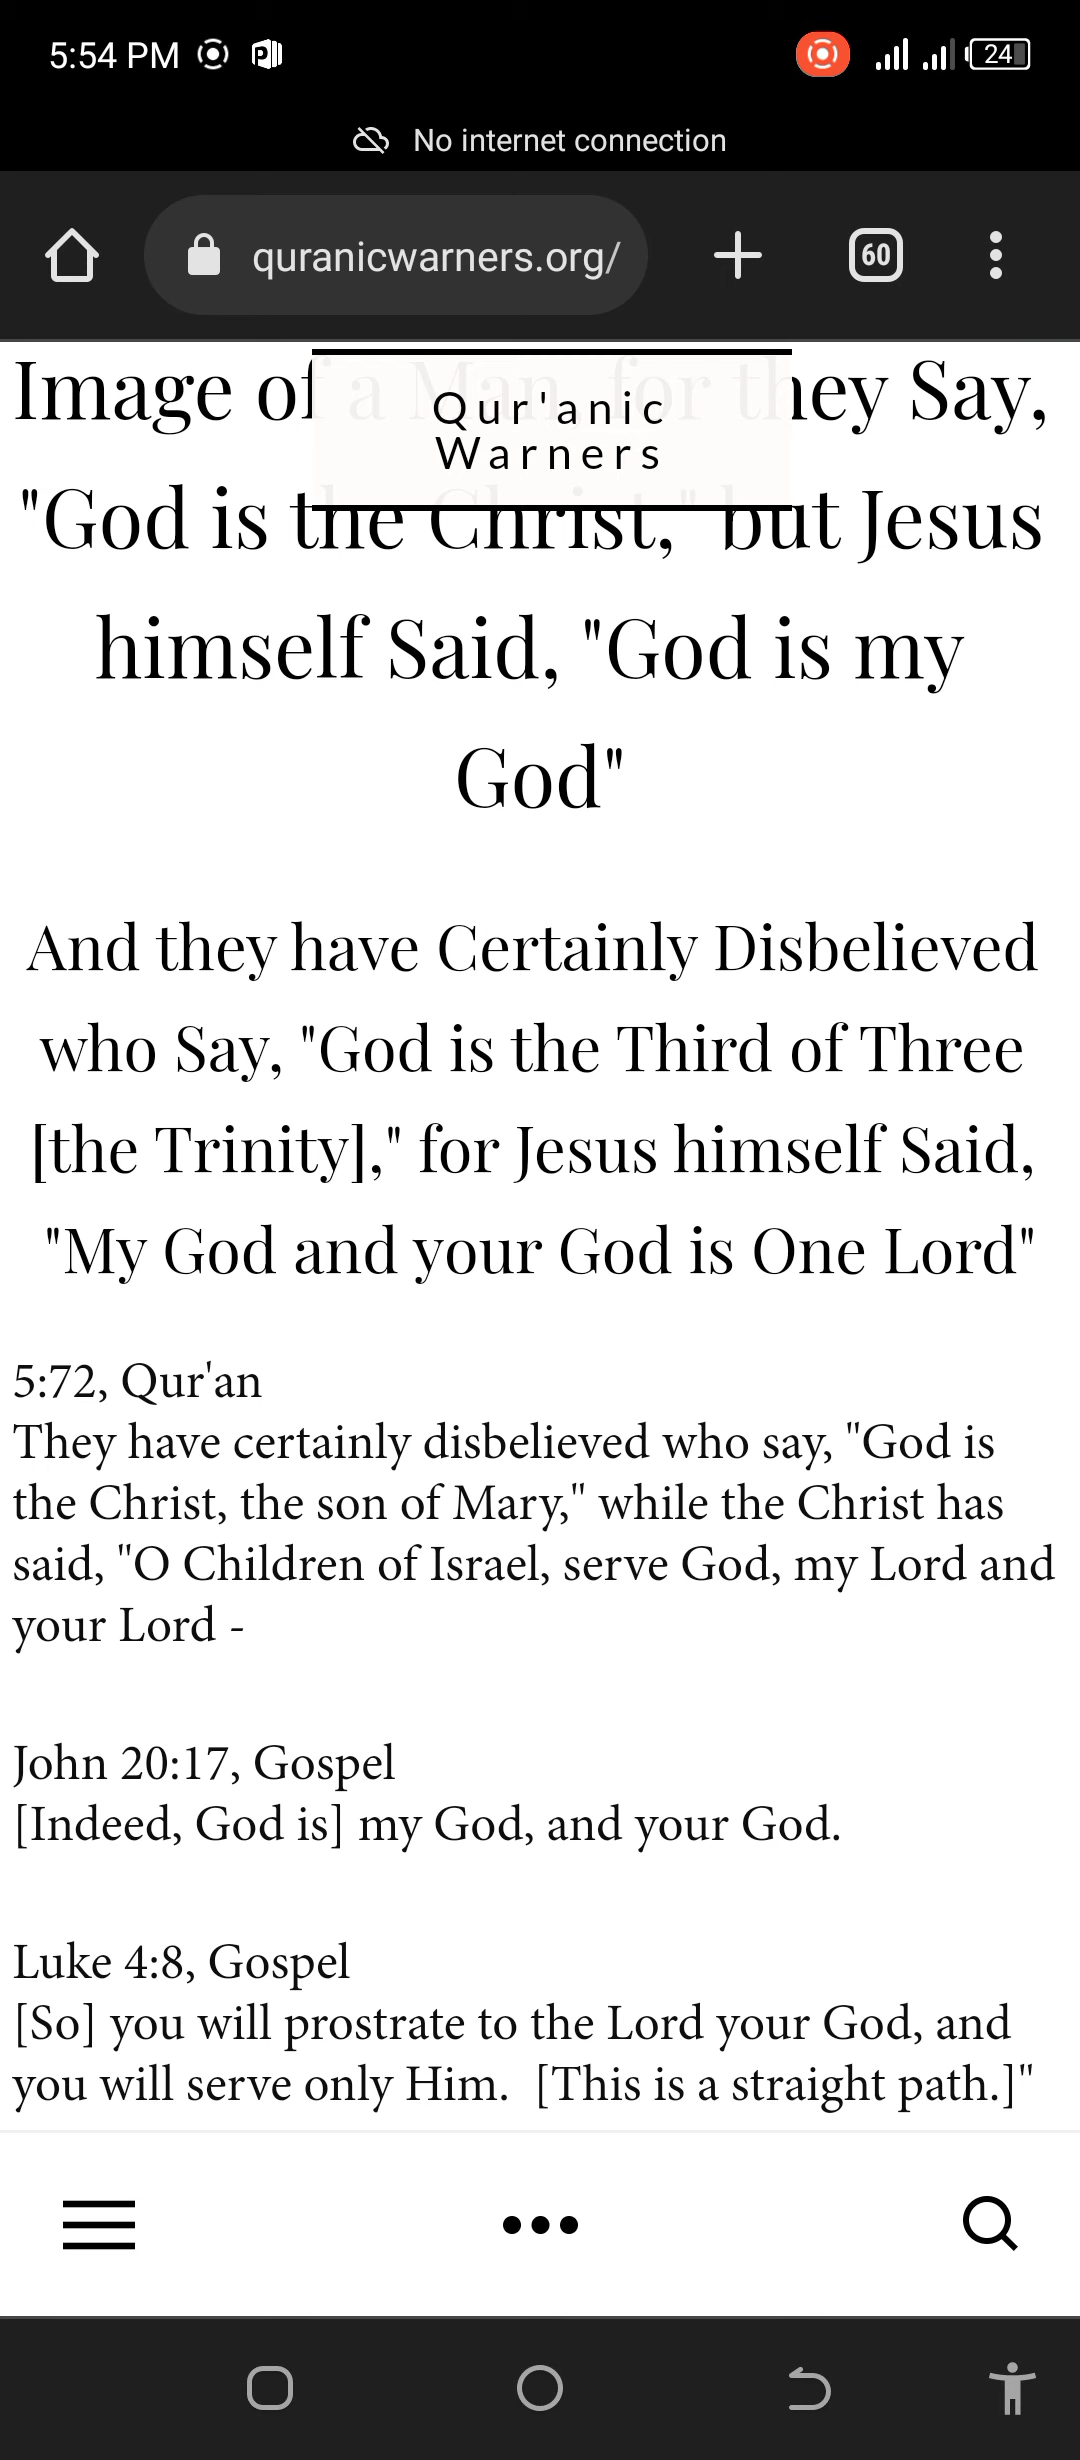 5:54 PM
24
No internet connection
quranicwarners.org/
60
Image of a Man, for they Say,
Qur'anic
Warners
"God is the Christ," but Jesus
himself Said, "God is my
God"
And they have Certainly Disbelieved
who Say, "God is the Third of Three
[the Trinity]," for Jesus himself Said,
"My God and your God is One Lord"
5:72, Qur'an
They have certainly disbelieved who say, "God is
the Christ, the son of Mary," while the Christ has
said, "O Children of Israel, serve God, my Lord and
your Lord -
John 20:17, Gospel
[Indeed, God is] my God, and your God.
Luke 4:8, Gospel
[So] you will prostrate to the Lord your God, and
you will serve only Him.  [This is a straight path.]"